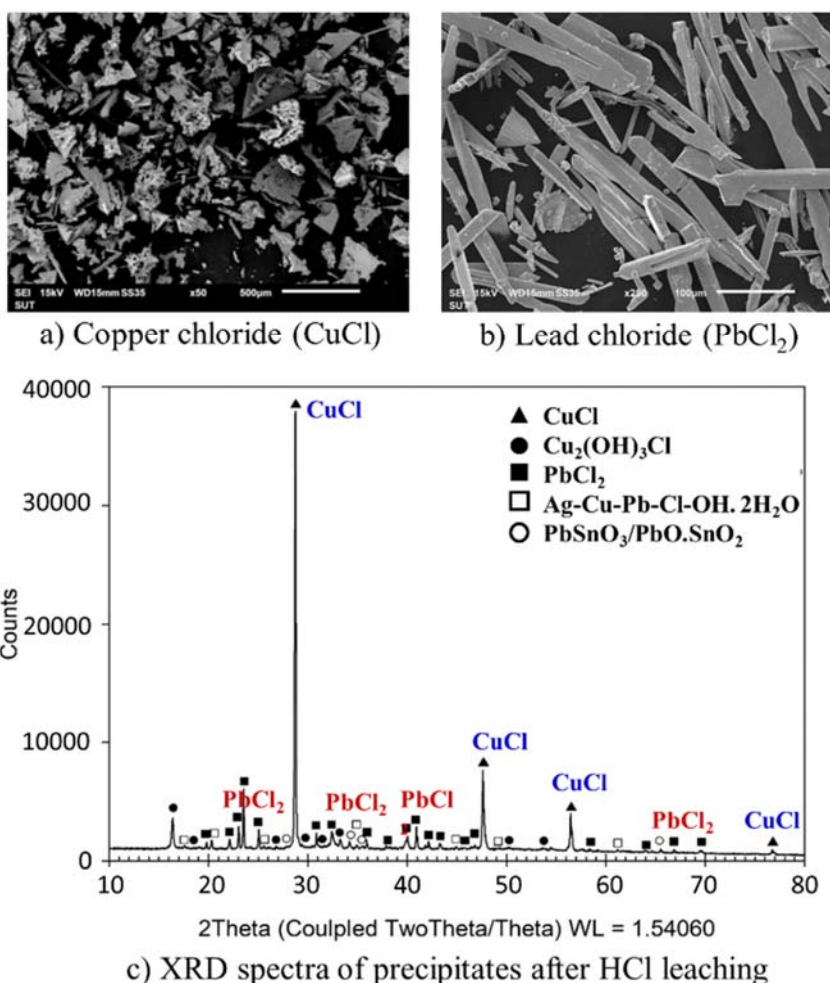 SEI 15kV WD15mm SS35 x50 500µm
SUT
SEI 15kV WD15mm SS35 x250 100µm
SUT
a) Copper chloride (CuCl)
b) Lead chloride (PbCl₂)
40000
30000
20000
10000
0
Counts
CuCl
▲ CuCl
● Cu₂(OH)₃Cl
■ PbCl₂
□ Ag-Cu-Pb-Cl-OH. 2H₂O
○ PbSnO₃/PbO.SnO₂
PbCl₂
PbCl₂
PbCl
CuCl
CuCl
PbCl₂
CuCl
10 20 30 40 50 60 70 80
2Theta (Coulpled TwoTheta/Theta) WL = 1.54060
c) XRD spectra of precipitates after HCl leaching